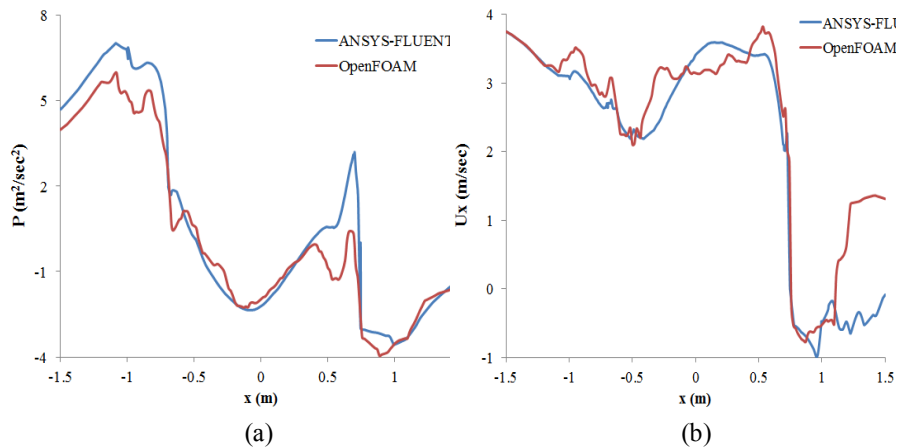 8
5
2
-1
-4
P (m²/sec²)
-1.5 -1 -0.5 0 0.5 1
x (m)
ANSYS-FLUENT
OpenFOAM
(a)
4
3
2
1
0
-1
Ux (m/sec)
-1.5 -1 -0.5 0 0.5 1 1.5
x (m)
ANSYS-FLU
OpenFOAM
(b)